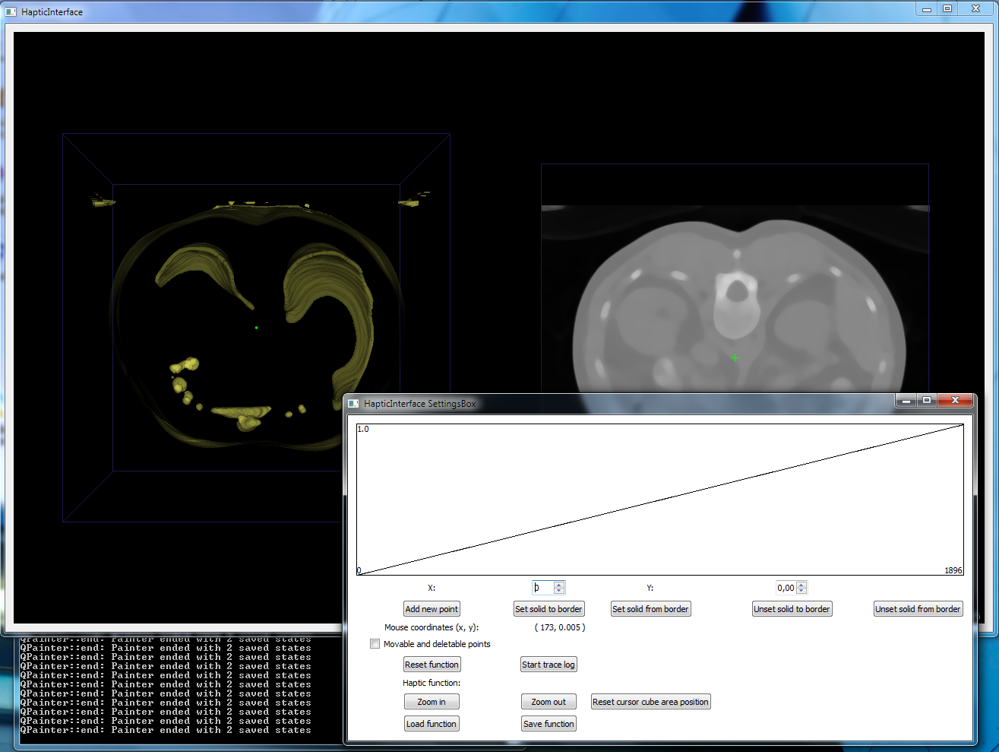 HapticInterface
HapticInterface SettingsBox
1.0
0
1896
X:
0
Y:
0,00
Add new point
Set solid to border
Set solid from border
Unset solid to border
Unset solid from border
Mouse coordinates (x, y):
( 173, 0.005 )
Movable and deletable points
Reset function
Start trace log
Haptic function:
Zoom in
Zoom out
Reset cursor cube area position
Load function
Save function
QPainter::end: Painter ended with 2 saved states
QPainter::end: Painter ended with 2 saved states
QPainter::end: Painter ended with 2 saved states
QPainter::end: Painter ended with 2 saved states
QPainter::end: Painter ended with 2 saved states
QPainter::end: Painter ended with 2 saved states
QPainter::end: Painter ended with 2 saved states
QPainter::end: Painter ended with 2 saved states
QPainter::end: Painter ended with 2 saved states
QPainter::end: Painter ended with 2 saved states
QPainter::end: Painter ended with 2 saved states